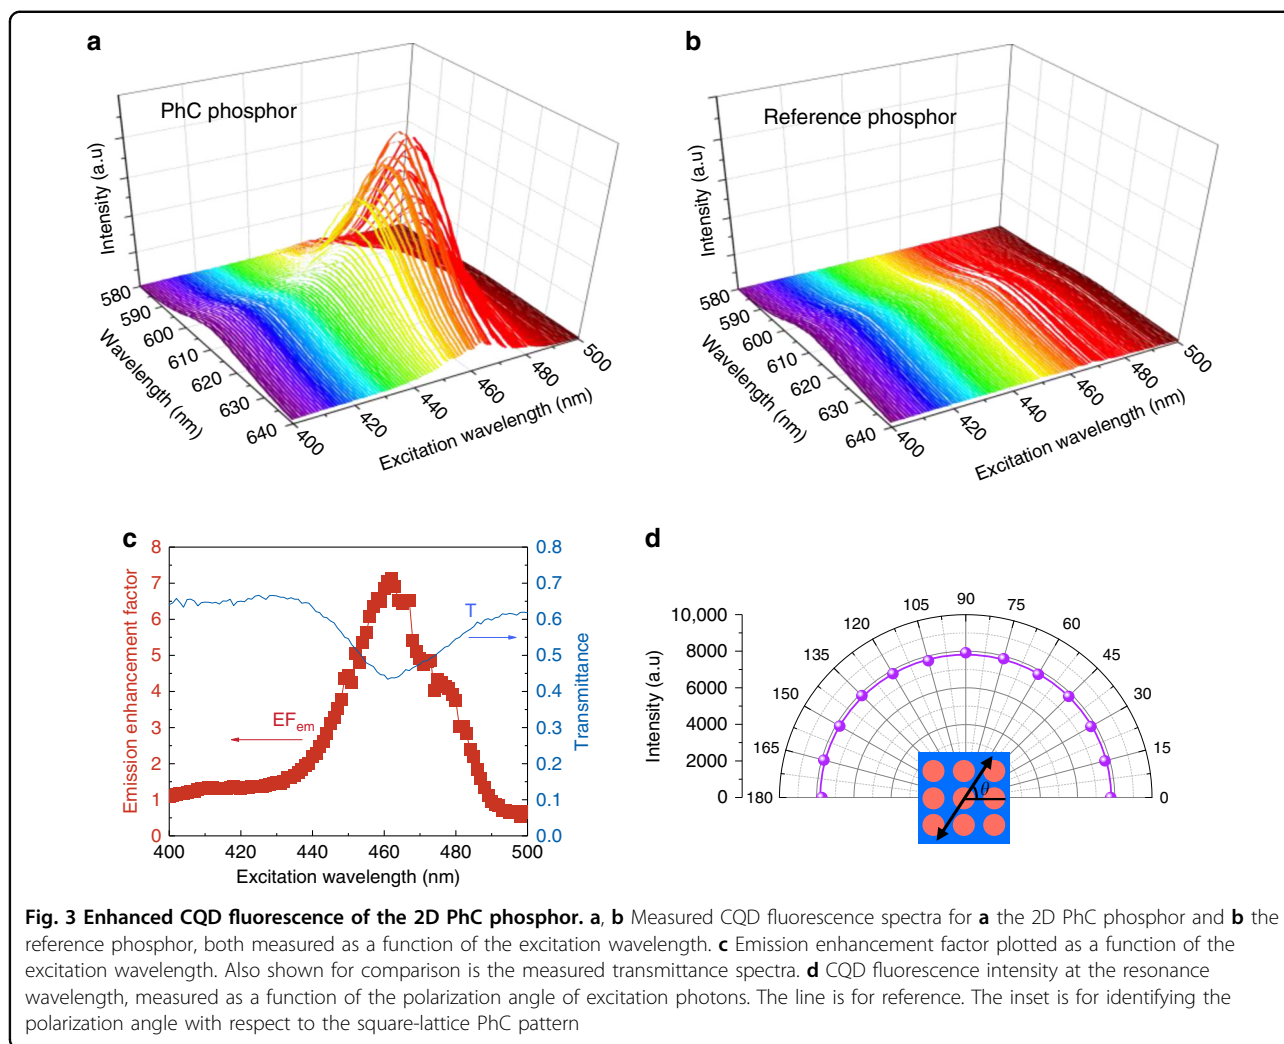 a
PhC phosphor
Intensity (a.u)
580
590
600
610
620
630
640
Wavelength (nm)
400
420
440
460
480
500
Excitation wavelength (nm)
b
Reference phosphor
Intensity (a.u)
580
590
600
610
620
630
640
Wavelength (nm)
400
420
440
460
480
500
Excitation wavelength (nm)
c
8
7
6
5
4
3
2
1
0
Emission enhancement factor
EFem
T
0.8
0.7
0.6
0.5
0.4
0.3
0.2
0.1
0.0
Transmittance
400
420
440
460
480
500
Excitation wavelength (nm)
d
10,000
8000
6000
4000
2000
0
Intensity (a.u)
180
165
150
135
120
105
90
75
60
45
30
15
0
θ
Fig. 3 Enhanced CQD fluorescence of the 2D PhC phosphor. a, b Measured CQD fluorescence spectra for a the 2D PhC phosphor and b the
reference phosphor, both measured as a function of the excitation wavelength. c Emission enhancement factor plotted as a function of the
excitation wavelength. Also shown for comparison is the measured transmittance spectra. d CQD fluorescence intensity at the resonance
wavelength, measured as a function of the polarization angle of excitation photons. The line is for reference. The inset is for identifying the
polarization angle with respect to the square-lattice PhC pattern